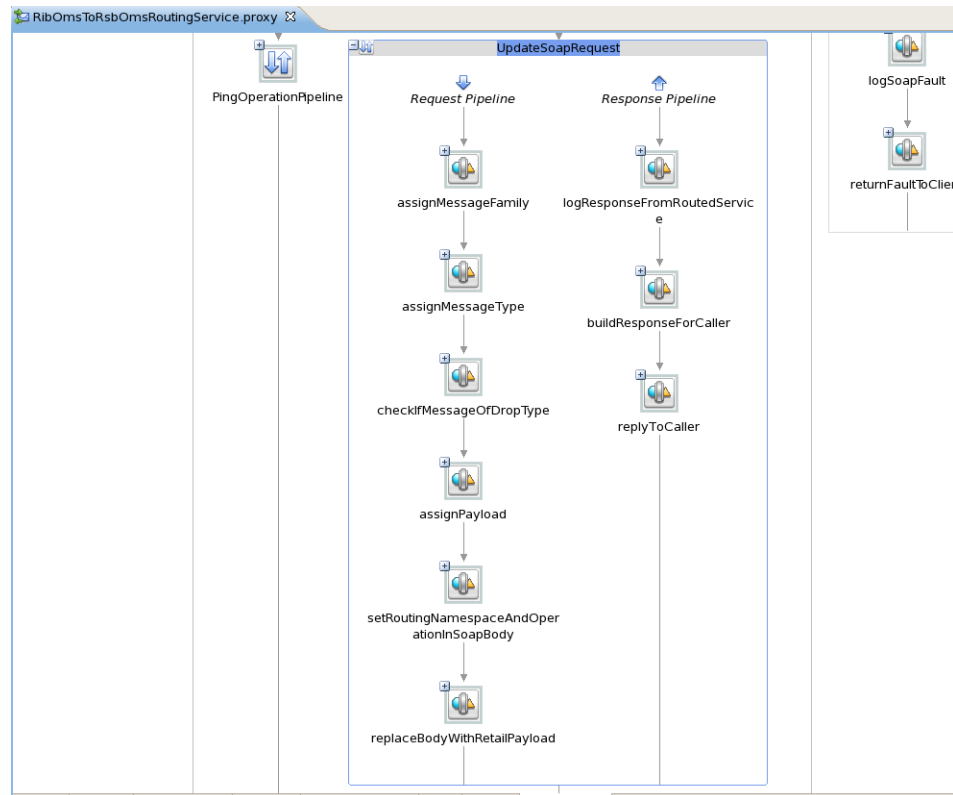 RibOmsToRsbOmsRoutingService.proxy
UpdateSoapRequest
PingOperationPipeline
Request Pipeline
Response Pipeline
logSoapFault
assignMessageFamily
logResponseFromRoutedServic
e
returnFaultToClier
assignMessageType
buildResponseForCaller
checkIfMessageOfDropType
replyToCaller
assignPayload
setRoutingNamespaceAndOper
ationInSoapBody
replaceBodyWithRetailPayload